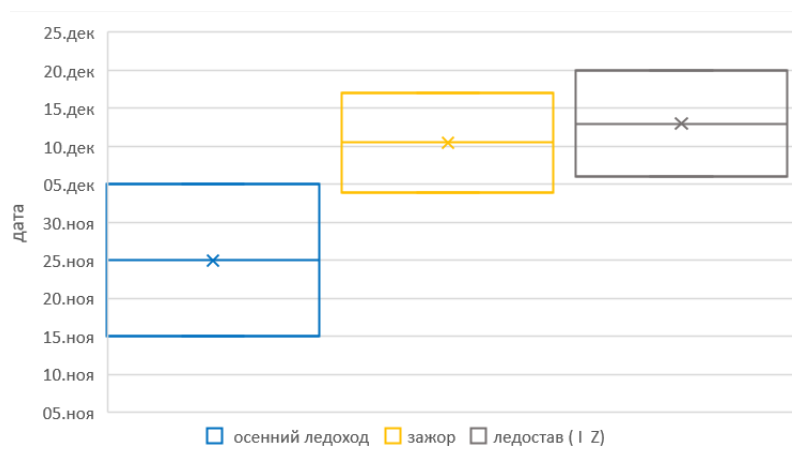 25.дек
20.дек
15.дек
10.дек
05.дек
30.ноя
25.ноя
20.ноя
15.ноя
10.ноя
05.ноя
дата
осенний ледоход зажор ледостав ( I Z)